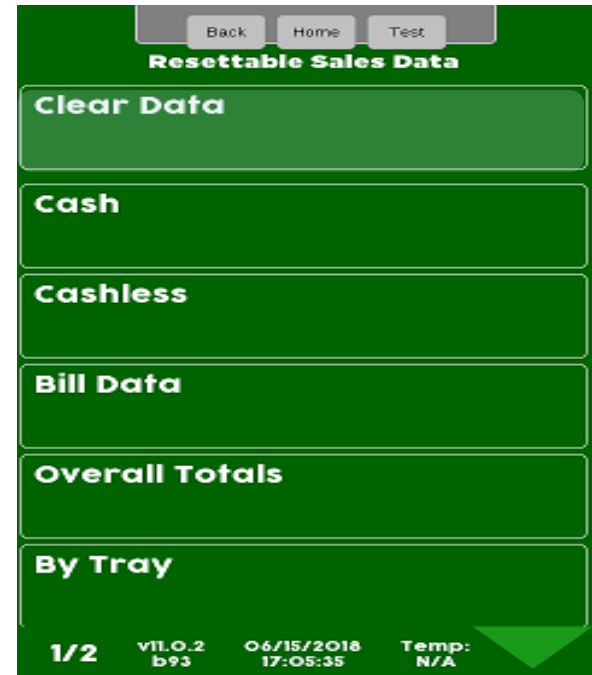 Back Home Test
Resettable Sales Data
Clear Data
Cash
Cashless
Bill Data
Overall Totals
By Tray
1/2 v11.0.2 06/15/2018 Temp:
b93 17:05:35 N/A